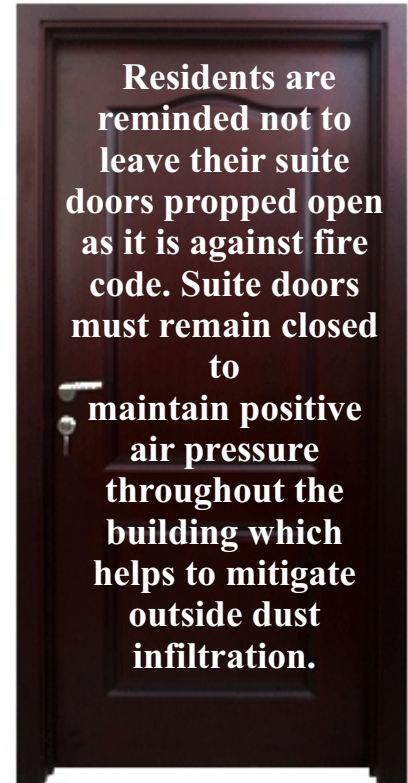 Residents are
reminded not to
leave their suite
doors propped open
as it is against fire
code. Suite doors
must remain closed
to
maintain positive
air pressure
throughout the
building which
helps to mitigate
outside dust
infiltration.